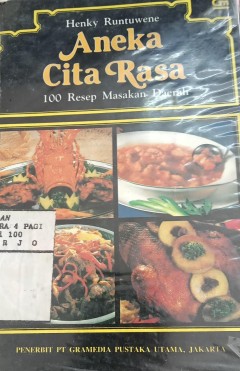 Henky Runtuwene
Aneka
Cita Rasa
100 Resep Masakan Daerah
AN
RA 4 PAGI
100
R J O
PENERBIT PT GRAMEDIA PUSTAKA UTAMA, JAKARTA